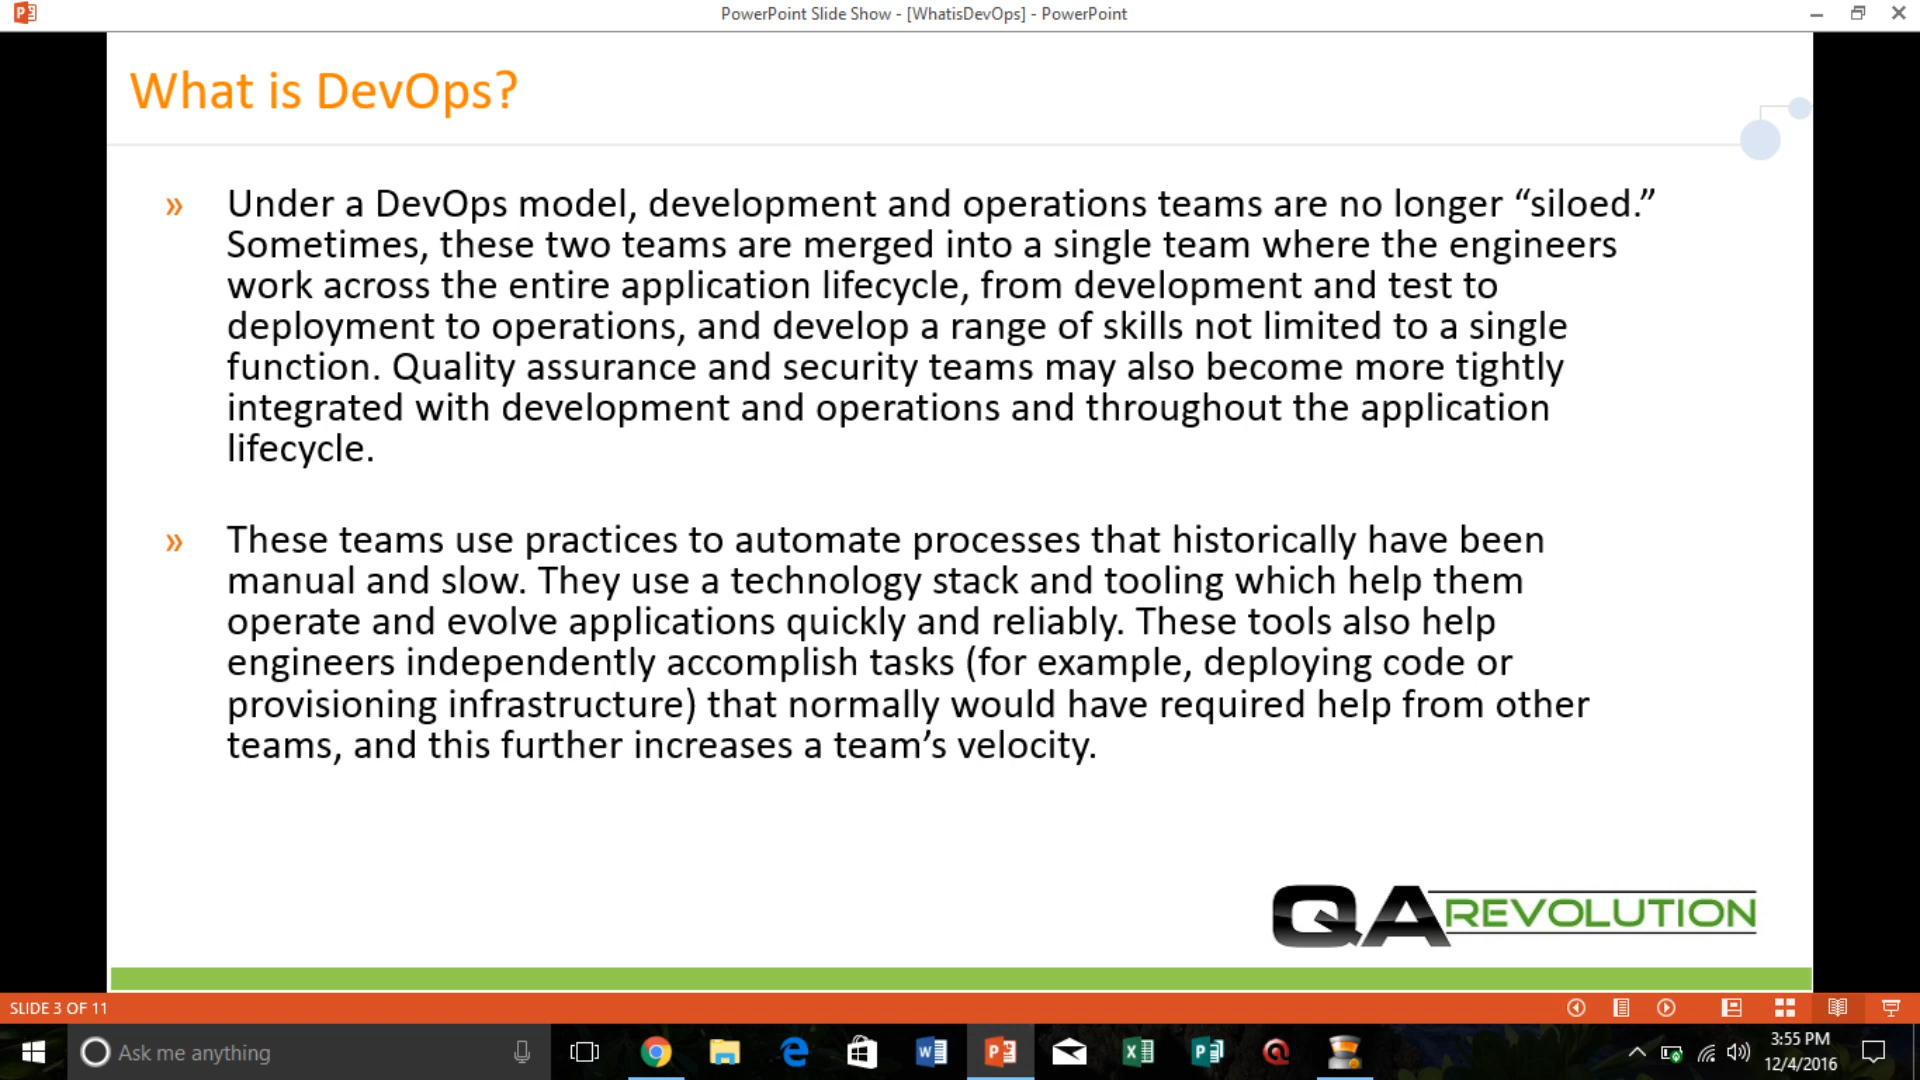 PowerPoint Slide Show - [WhatisDevOps] - PowerPoint
What is DevOps?
» Under a DevOps model, development and operations teams are no longer “siloed.”
Sometimes, these two teams are merged into a single team where the engineers
work across the entire application lifecycle, from development and test to
deployment to operations, and develop a range of skills not limited to a single
function. Quality assurance and security teams may also become more tightly
integrated with development and operations and throughout the application
lifecycle.
» These teams use practices to automate processes that historically have been
manual and slow. They use a technology stack and tooling which help them
operate and evolve applications quickly and reliably. These tools also help
engineers independently accomplish tasks (for example, deploying code or
provisioning infrastructure) that normally would have required help from other
teams, and this further increases a team’s velocity.
QA REVOLUTION
SLIDE 3 OF 11
Ask me anything
3:55 PM
12/4/2016